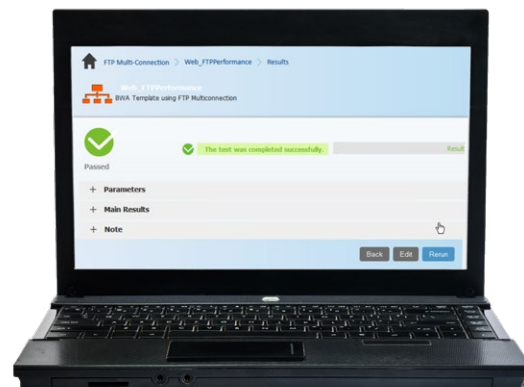 FTP Multi-Connection > Web_FTPPerformance > Results
Web_FTPPerformance
BWA Template using FTP Multiconnection
Passed
The test was completed successfully.
Result
+ Parameters
+ Main Results
+ Note
Back Edit Rerun